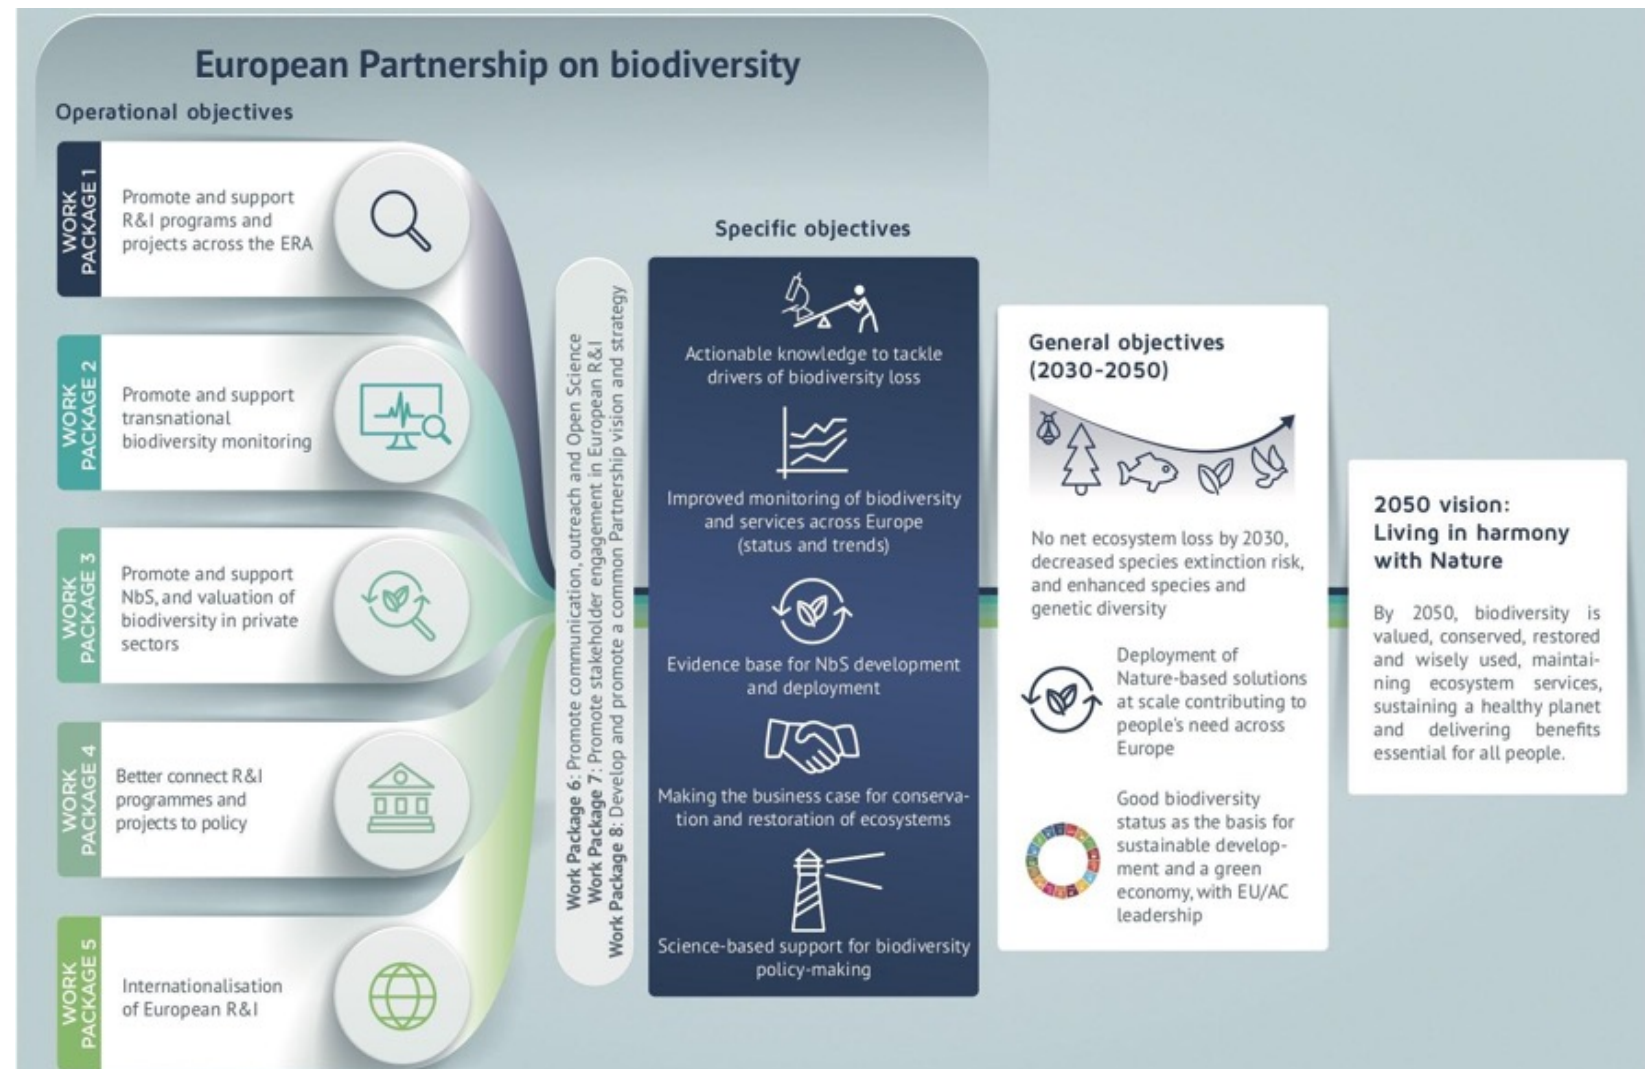 European Partnership on biodiversity
Operational objectives
WORK
PACKAGE 1
Promote and support
R&I programs and
projects across the ERA
WORK
PACKAGE 2
Promote and support
transnational
biodiversity monitoring
WORK
PACKAGE 3
Promote and support
NbS, and valuation of
biodiversity in private
sectors
WORK
PACKAGE 4
Better connect R&I
programmes and
projects to policy
WORK
PACKAGE 5
Internationalisation
of European R&I
Work Package 6: Promote communication, outreach and Open Science
Work Package 7: Promote stakeholder engagement in European R&I
Work Package 8: Develop and promote a common Partnership vision and strategy
Specific objectives
Actionable knowledge to tackle
drivers of biodiversity loss
Improved monitoring of biodiversity
and services across Europe
(status and trends)
Evidence base for NbS development
and deployment
Making the business case for conserva-
tion and restoration of ecosystems
Science-based support for biodiversity
policy-making
General objectives
(2030-2050)
No net ecosystem loss by 2030,
decreased species extinction risk,
and enhanced species and
genetic diversity
Deployment of
Nature-based solutions
at scale contributing to
people's need across
Europe
Good biodiversity
status as the basis for
sustainable develop-
ment and a green
economy, with EU/AC
leadership
2050 vision:
Living in harmony
with Nature
By 2050, biodiversity is
valued, conserved, restored
and wisely used, maintai-
ning ecosystem services,
sustaining a healthy planet
and delivering benefits
essential for all people.